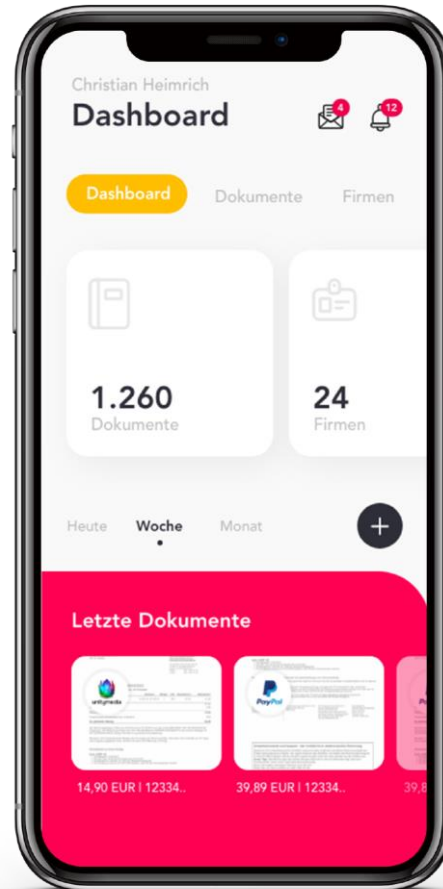 Christian Heimrich
Dashboard
4
12
Dashboard
Dokumente
Firmen
1.260
Dokumente
24
Firmen
Heute
Woche
Monat
Letzte Dokumente
unitymedia
PayPal
14,90 EUR | 12334..
39,89 EUR | 12334..
39,8